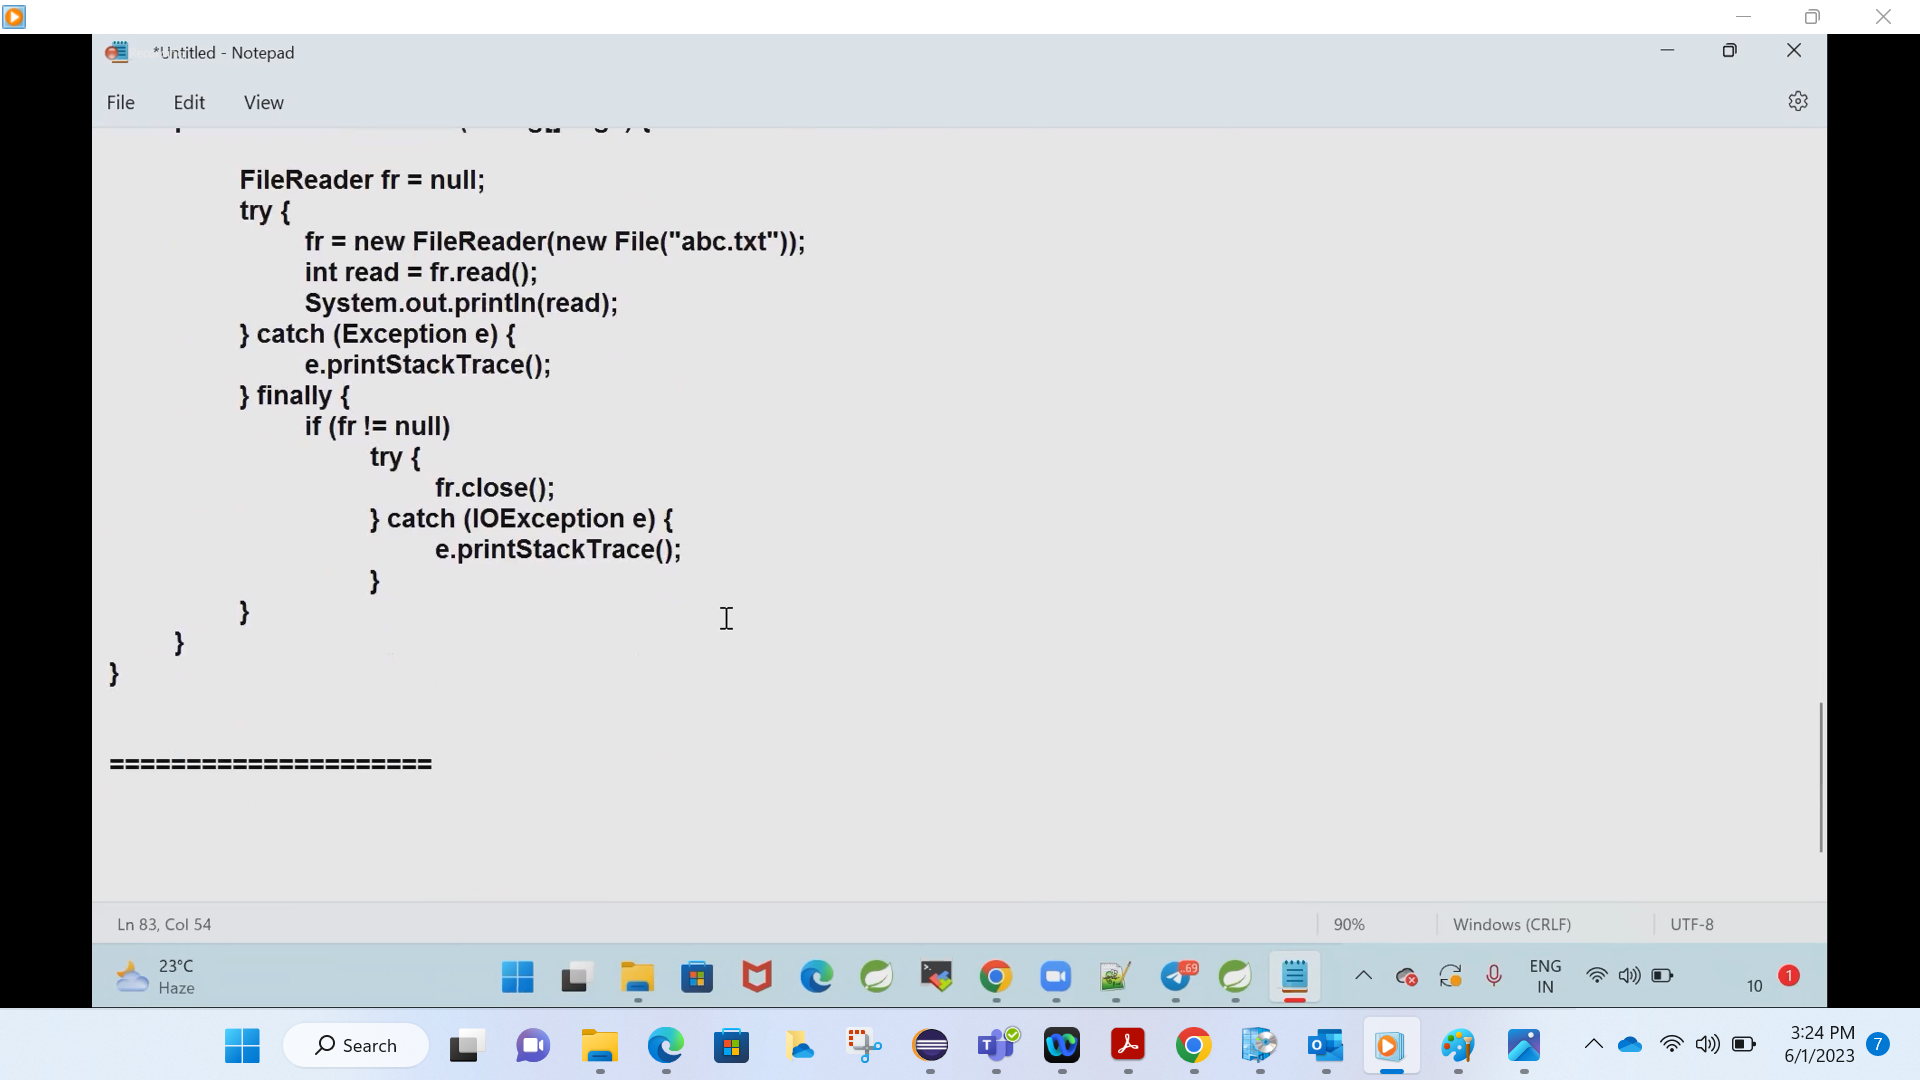 *Untitled - Notepad
File Edit View
FileReader fr = null;
try {
fr = new FileReader(new File("abc.txt"));
int read = fr.read();
System.out.println(read);
} catch (Exception e) {
e.printStackTrace();
} finally {
if (fr != null)
try {
fr.close();
} catch (IOException e) {
e.printStackTrace();
}
}
}
}
=====================
Ln 83, Col 54 90% Windows (CRLF) UTF-8
23°C
Haze
.69
ENG
IN
10 1
Search
3:24 PM
6/1/2023
7